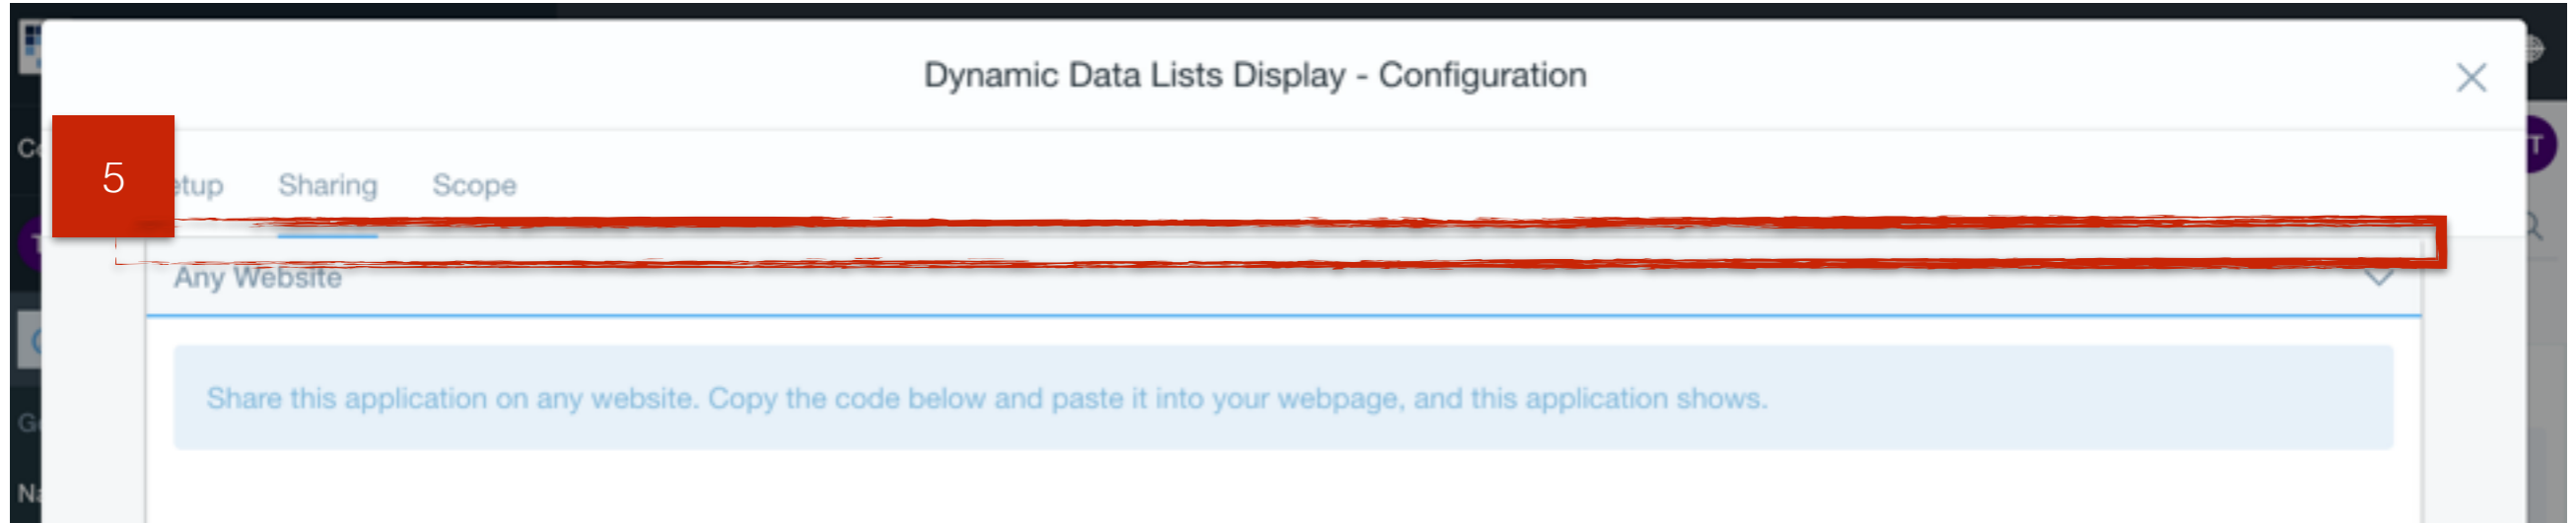 Dynamic Data Lists Display - Configuration
5
etup Sharing Scope
Any Website
Share this application on any website. Copy the code below and paste it into your webpage, and this application shows.
T